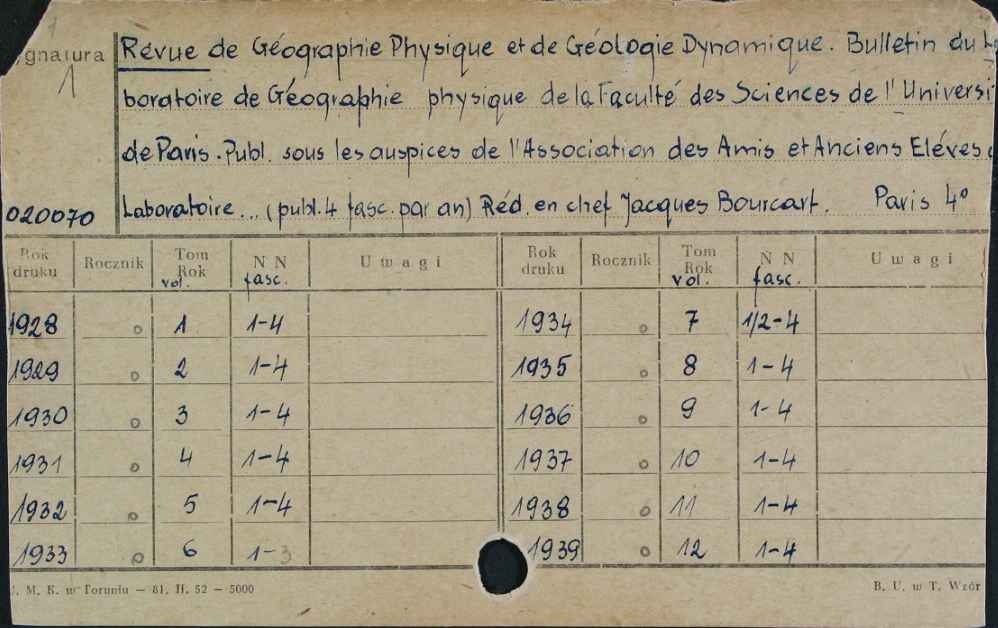 ygnatura Révue de Géographie Physique et de Géologie Dynamique. Bulletin du La
1 boratoire de Géographie physique de la Faculté des Sciences de l'Universi
de Paris. Publ. sous les auspices de l'Association des Amis et Anciens Eléves
020070 Laboratoire... (publ. 4 fasc. par an) Réd. en chef Jacques Bourcart. Paris 4°
Rok druku Rocznik Tom Rok vol. N N fasc. Uwagi Rok druku Rocznik Tom Rok vol. N N fasc. Uwagi
1928 o 1 1-4 1934 o 7 1/2-4
1929 o 2 1-4 1935 o 8 1-4
1930 o 3 1-4 1936 o 9 1-4
1931 o 4 1-4 1937 o 10 1-4
1932 o 5 1-4 1938 o 11 1-4
1933 o 6 1-3 1939 o 12 1-4
U. M. K. w Toruniu — 81. II. 52 — 5000 B. U. w T. Wzór